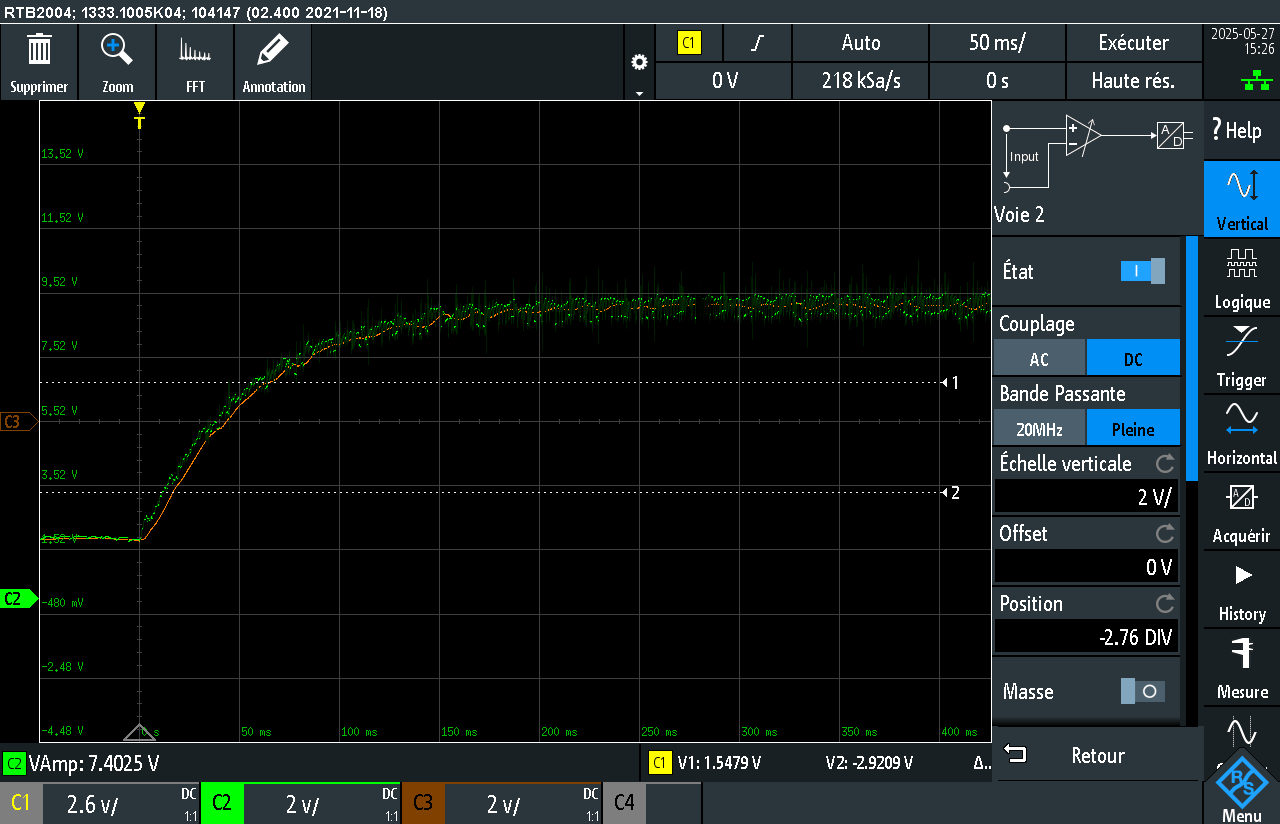 RTB2004; 1333.1005K04; 104147 (02.400 2021-11-18)
Supprimer
Zoom
FFT
Annotation
C1
Auto
50 ms/
Exécuter
0 V
218 kSa/s
0 s
Haute rés.
2025-05-27
15:26
T
13,52 V
11,52 V
9,52 V
7,52 V
5,52 V
3,52 V
1,52 V
-480 mV
-2.48 V
-4.48 V
1
2
C3
C2
0 s
50 ms
100 ms
150 ms
200 ms
250 ms
300 ms
350 ms
400 ms
Input
A
D
Voie 2
État
I
Couplage
AC
DC
Bande Passante
20MHz
Pleine
Échelle verticale
2 V/
Offset
0 V
Position
-2.76 DIV
Masse
O
Retour
? Help
Vertical
Logique
Trigger
Horizontal
A
D
Acquérir
History
Mesure
R
S
Menu
C2 VAmp: 7.4025 V
C1 V1: 1.5479 V V2: -2.9209 V Δ..
C1 2.6 V/ DC 1:1
C2 2 V/ DC 1:1
C3 2 V/ DC 1:1
C4